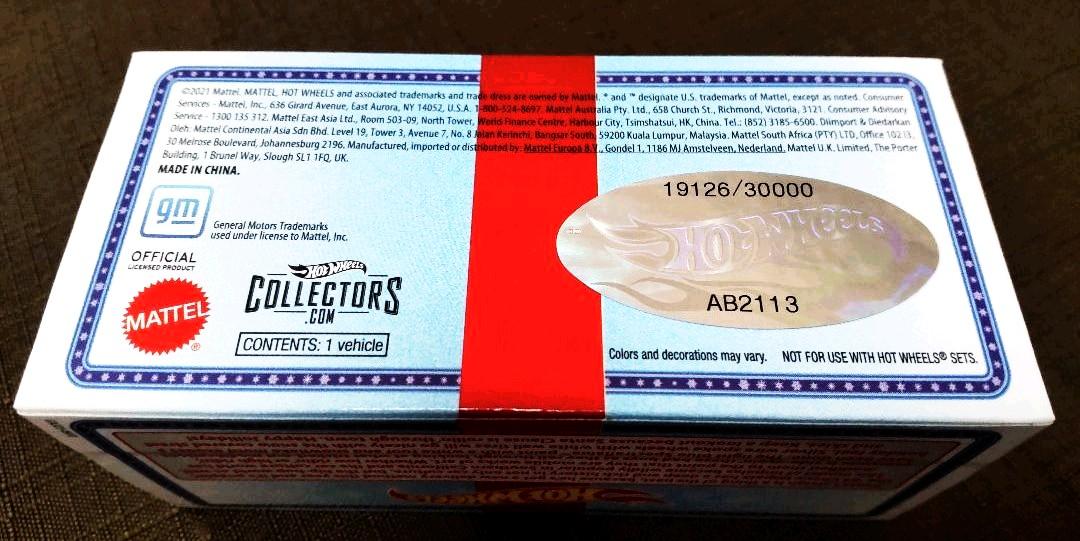 ©2021 Mattel. MATTEL, HOT WHEELS and associated trademarks and trade dress are owned by Mattel. ® and ™ designate U.S. trademarks of Mattel, except as noted. Consumer
Services - Mattel, Inc., 636 Girard Avenue, East Aurora, NY 14052, U.S.A. 1-800-524-8697. Mattel Australia Pty. Ltd., 658 Church St., Richmond, Victoria, 3121. Consumer Advisory
Service - 1300 135 312. Mattel East Asia Ltd., Room 503-09, North Tower, World Finance Centre, Harbour City, Tsimshatsui, HK, China. Tel.: (852) 3185-6500. Diimport & Diedarkan
Oleh: Mattel Continental Asia Sdn Bhd. Level 19, Tower 3, Avenue 7, No. 8 Jalan Kerinchi, Bangsar South, 59200 Kuala Lumpur, Malaysia. Mattel South Africa (PTY) LTD, Office 102 I3,
30 Melrose Boulevard, Johannesburg 2196. Manufactured, imported or distributed by: Mattel Europa B.V., Gondel 1, 1186 MJ Amstelveen, Nederland. Mattel U.K. Limited, The Porter
Building, 1 Brunel Way, Slough SL1 1FQ, UK.
MADE IN CHINA.
gm
General Motors Trademarks
used under license to Mattel, Inc.
OFFICIAL
LICENSED PRODUCT
MATTEL®
HOT WHEELS
COLLECTORS
.COM
CONTENTS: 1 vehicle
19126/30000
HOT WHEELS
AB2113
Colors and decorations may vary. NOT FOR USE WITH HOT WHEELS® SETS.
HOT WHEELS